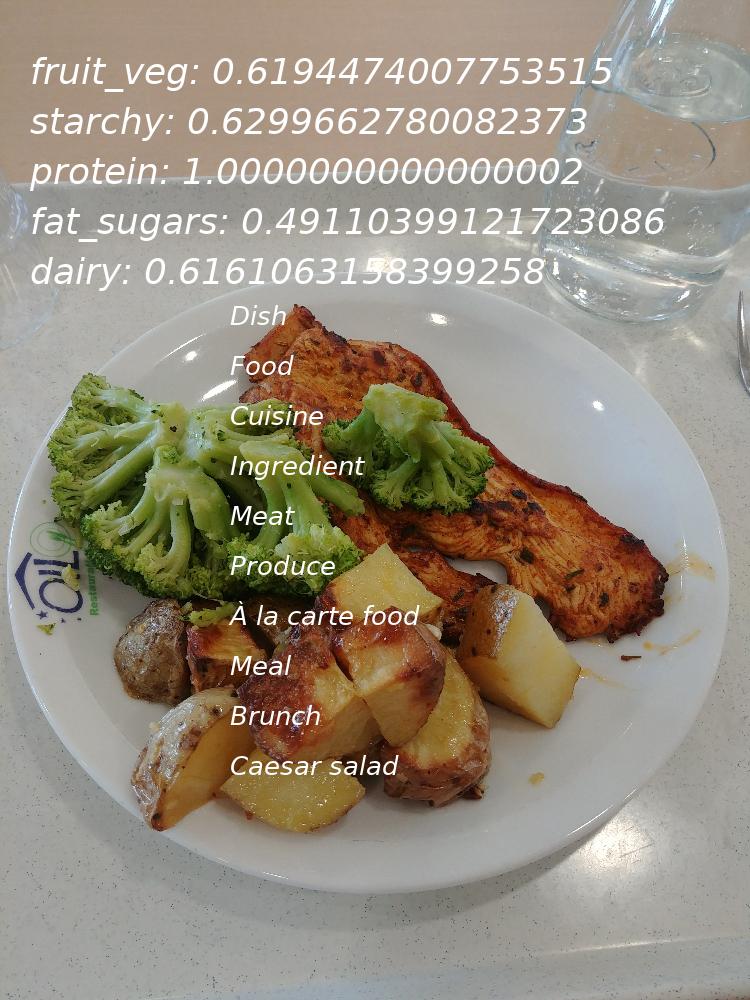 fruit_veg: 0.6194474007753515
starchy: 0.6299662780082373
protein: 1.0000000000000002
fat_sugars: 0.49110399121723086
dairy: 0.6161063158399258
Dish
Food
Cuisine
Ingredient
Meat
Produce
À la carte food
Meal
Brunch
Caesar salad